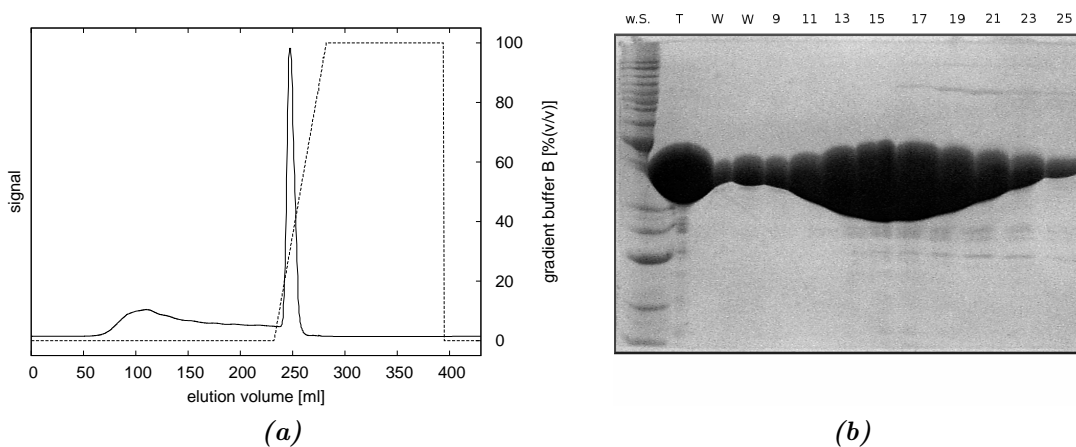 100
80
60
40
20
0
signal
gradient buffer B [%(v/v)]
0 50 100 150 200 250 300 350 400
elution volume [ml]
(a)
w.S. T W W 9 11 13 15 17 19 21 23 25
(b)